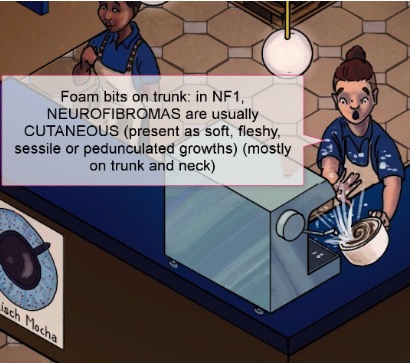 Foam bits on trunk: in NF1,
NEUROFIBROMAS are usually
CUTANEOUS (present as soft, fleshy,
sessile or pedunculated growths) (mostly
on trunk and neck)
isch Mocha